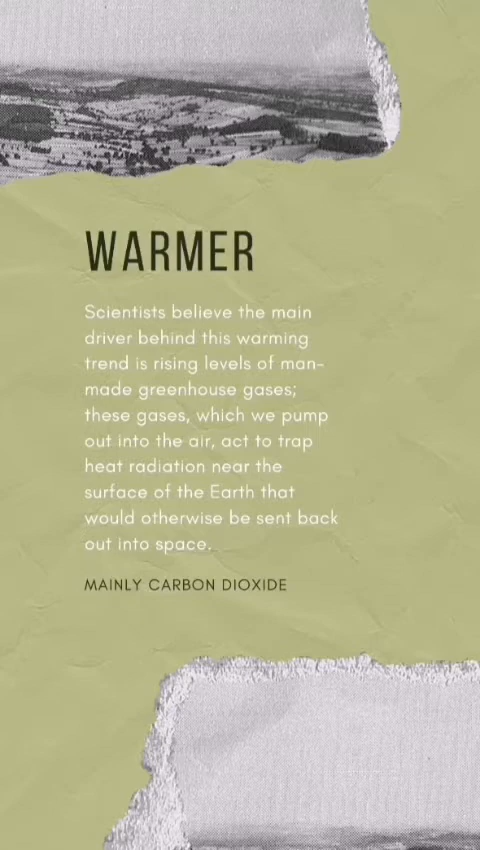 WARMER
Scientists believe the main
driver behind this warming
trend is rising levels of man-
made greenhouse gases;
these gases, which we pump
out into the air, act to trap
heat radiation near the
surface of the Earth that
would otherwise be sent back
out into space.
MAINLY CARBON DIOXIDE